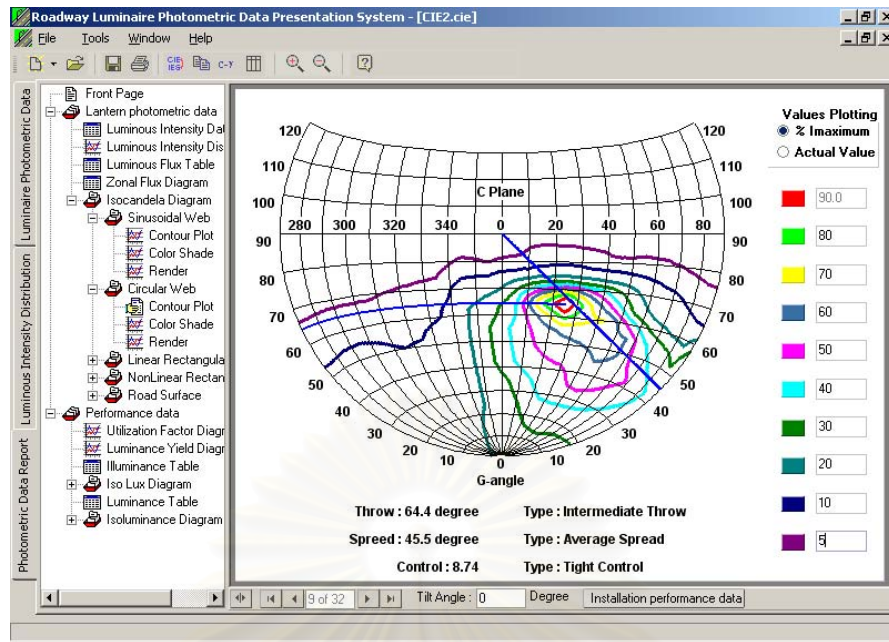 Roadway Luminaire Photometric Data Presentation System - [CIE2.cie]
File Tools Window Help
CIE IES C-Y
Luminaire Photometric Data
Luminous Intensity Distribution
Photometric Data Report
Front Page
Lantern photometric data
Luminous Intensity Dat
Luminous Intensity Dis
Luminous Flux Table
Zonal Flux Diagram
Isocandela Diagram
Sinusoidal Web
Contour Plot
Color Shade
Render
Circular Web
Contour Plot
Color Shade
Render
Linear Rectangula
NonLinear Rectan
Road Surface
Performance data
Utilization Factor Diagr
Luminance Yield Diagr
Illuminance Table
Iso Lux Diagram
Luminance Table
Isoluminance Diagram
120 120
110 110
C Plane
100 280 300 320 340 0 20 40 60 80 100
90 90
80 80
70 70
60 60
50 50
40 40
30 30
20 10 0 10 20
G-angle
Throw : 64.4 degree Type : Intermediate Throw
Spreed : 45.5 degree Type : Average Spread
Control : 8.74 Type : Tight Control
Values Plotting
% Imaximum
Actual Value
90.0
80
70
60
50
40
30
20
10
5
9 of 32 Tilt Angle : 0 Degree Installation performance data